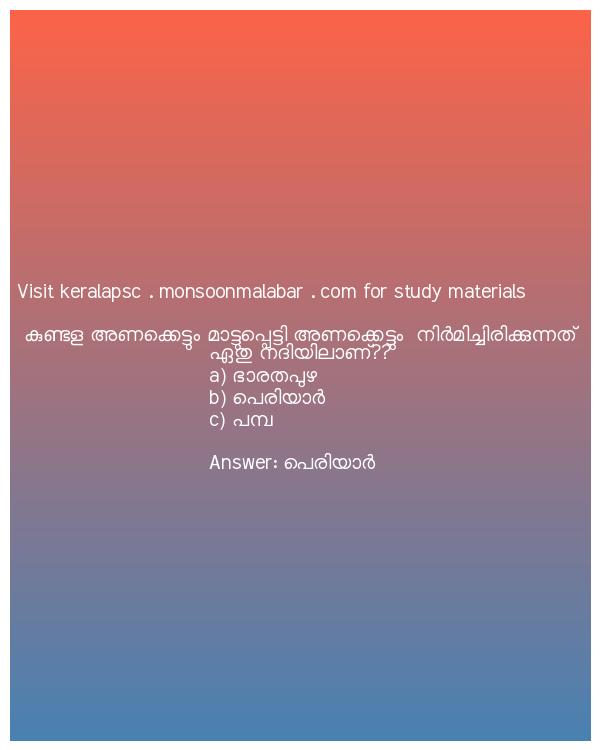 Visit keralapsc . monsoonmalabar . com for study materials
കുണ്ടള അണക്കെട്ടും മാട്ടുപ്പെട്ടി അണക്കെട്ടും നിർമിച്ചിരിക്കുന്നത്
ഏതു നദിയിലാണ്??
a) ഭാരതപുഴ
b) പെരിയാർ
c) പമ്പ
Answer: പെരിയാർ